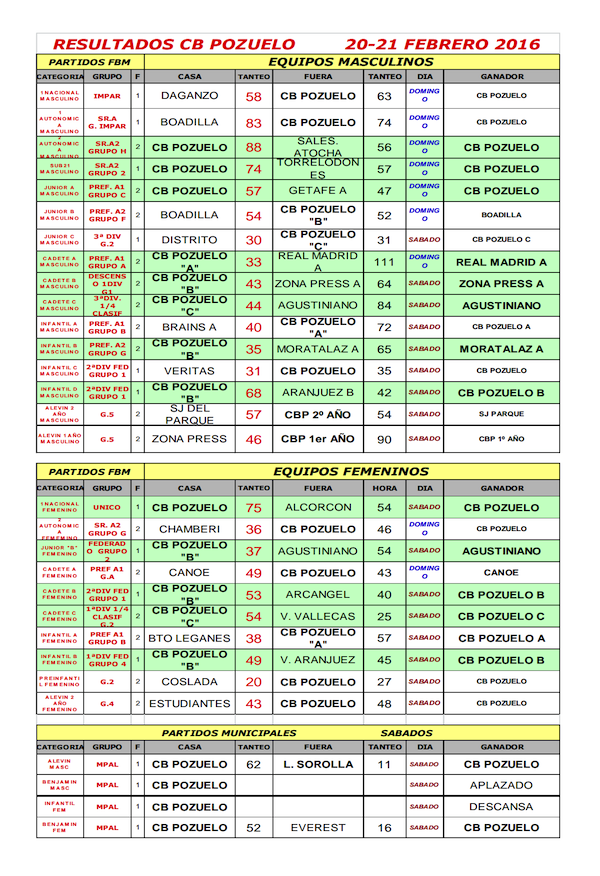 RESULTADOS CB POZUELO 20-21 FEBRERO 2016
PARTIDOS FBM EQUIPOS MASCULINOS
CATEGORIA GRUPO F CASA TANTEO FUERA TANTEO DIA GANADOR
1NACIONAL MASCULINO IMPAR 1 DAGANZO 58 CB POZUELO 63 DOMINGO CB POZUELO
1 AUTONOMICA MASCULINO SR.A G. IMPAR 1 BOADILLA 83 CB POZUELO 74 DOMINGO CB POZUELO
2 AUTONOMICA MASCULINO SR.A2 GRUPO H 2 CB POZUELO 88 SALES. ATOCHA 56 DOMINGO CB POZUELO
SUB21 MASCULINO SR.A2 GRUPO 1 2 CB POZUELO 74 TORRELODONES 57 DOMINGO CB POZUELO
JUNIOR A MASCULINO PREF. A1 GRUPO C 2 CB POZUELO 57 GETAFE A 47 DOMINGO CB POZUELO
JUNIOR B MASCULINO PREF. A2 GRUPO F 2 BOADILLA 54 CB POZUELO "B" 52 DOMINGO BOADILLA
JUNIOR C MASCULINO 3ª DIV G.2 1 DISTRITO 30 CB POZUELO "C" 31 SABADO CB POZUELO C
CADETE A MASCULINO PREF. A1 GRUPO A 2 CB POZUELO "A" 33 REAL MADRID A 111 DOMINGO REAL MADRID A
CADETE B MASCULINO DESCENSO 1DIV G1 2 CB POZUELO "B" 43 ZONA PRESS A 64 SABADO ZONA PRESS A
CADETE C MASCULINO 3ªDIV. 1/4 CLASIF 2 CB POZUELO "C" 44 AGUSTINIANO 84 SABADO AGUSTINIANO
INFANTIL A MASCULINO PREF. A1 GRUPO B 2 BRAINS A 40 CB POZUELO "A" 72 SABADO CB POZUELO A
INFANTIL B MASCULINO PREF. A2 GRUPO G 2 CB POZUELO "B" 35 MORATALAZ A 65 SABADO MORATALAZ A
INFANTIL C MASCULINO 2ªDIV FED GRUPO 1 1 VERITAS 31 CB POZUELO 35 SABADO CB POZUELO
INFANTIL D MASCULINO 2ªDIV FED GRUPO 1 1 CB POZUELO "B" 68 ARANJUEZ B 42 SABADO CB POZUELO B
ALEVIN 2 AÑO MASCULINO G.5 2 SJ DEL PARQUE 57 CBP 2º AÑO 54 SABADO SJ PARQUE
ALEVIN 1AÑO MASCULINO G.5 2 ZONA PRESS 46 CBP 1er AÑO 90 SABADO CBP 1º AÑO
PARTIDOS FBM EQUIPOS FEMENINOS
CATEGORIA GRUPO F CASA TANTEO FUERA HORA DIA GANADOR
1NACIONAL FEMENINO UNICO 1 CB POZUELO 75 ALCORCON 54 SABADO CB POZUELO
2 AUTONOMICA FEMEMINO SR. A2 GRUPO G 2 CHAMBERI 36 CB POZUELO 46 DOMINGO CB POZUELO
JUNIOR "B" FEMENINO FEDERADO GRUPO 2 1 CB POZUELO "B" 37 AGUSTINIANO 54 SABADO AGUSTINIANO
CADETE A FEMENINO PREF A1 G.A 2 CANOE 49 CB POZUELO 43 DOMINGO CANOE
CADETE B FEMENINO 2ªDIV FED GRUPO 1 1 CB POZUELO "B" 53 ARCANGEL 40 SABADO CB POZUELO B
CADETE C FEMENINO 1ªDIV 1/4 CLASIF G.2 2 CB POZUELO "C" 54 V. VALLECAS 25 SABADO CB POZUELO C
INFANTIL A FEMENINO PREF A1 GRUPO B 2 BTO LEGANES 38 CB POZUELO "A" 57 SABADO CB POZUELO A
INFANTIL B FEMENINO 1ªDIV FED GRUPO 4 1 CB POZUELO "B" 49 V. ARANJUEZ 45 SABADO CB POZUELO B
PREINFANTIL FEMENINO G.2 2 COSLADA 20 CB POZUELO 27 SABADO CB POZUELO
ALEVIN 2 AÑO FEMENINO G.4 2 ESTUDIANTES 43 CB POZUELO 48 SABADO CB POZUELO
PARTIDOS MUNICIPALES SABADOS
CATEGORIA GRUPO F CASA TANTEO FUERA TANTEO DIA GANADOR
ALEVIN MASC MPAL 1 CB POZUELO 62 L. SOROLLA 11 SABADO CB POZUELO
BENJAMIN MASC MPAL 1 CB POZUELO SABADO APLAZADO
INFANTIL FEM MPAL 1 CB POZUELO SABADO DESCANSA
BENJAMIN FEM MPAL 1 CB POZUELO 52 EVEREST 16 SABADO CB POZUELO